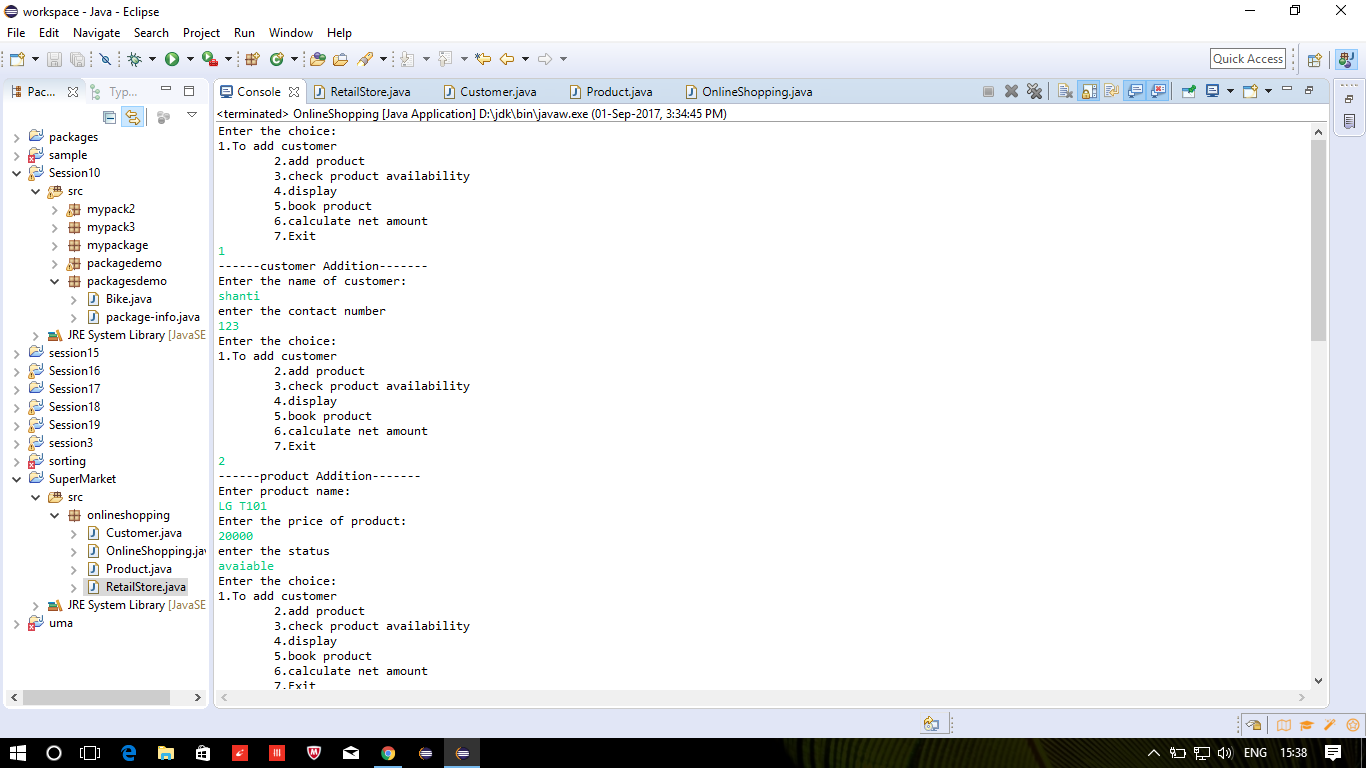 workspace - Java - Eclipse
File Edit Navigate Search Project Run Window Help
Quick Access
Pac... Typ...
packages
sample
Session10
src
mypack2
mypack3
mypackage
packagedemo
packagesdemo
Bike.java
package-info.java
JRE System Library [JavaSE
session15
Session16
Session17
Session18
Session19
session3
sorting
SuperMarket
src
onlineshopping
Customer.java
OnlineShopping.jav
Product.java
RetailStore.java
JRE System Library [JavaSE
uma
Console RetailStore.java Customer.java Product.java OnlineShopping.java
<terminated> OnlineShopping [Java Application] D:\jdk\bin\javaw.exe (01-Sep-2017, 3:34:45 PM)
Enter the choice:
1.To add customer
2.add product
3.check product availability
4.display
5.book product
6.calculate net amount
7.Exit
1
------customer Addition-------
Enter the name of customer:
shanti
enter the contact number
123
Enter the choice:
1.To add customer
2.add product
3.check product availability
4.display
5.book product
6.calculate net amount
7.Exit
2
------product Addition-------
Enter product name:
LG T101
Enter the price of product:
20000
enter the status
avaiable
Enter the choice:
1.To add customer
2.add product
3.check product availability
4.display
5.book product
6.calculate net amount
7.Exit
ENG 15:38